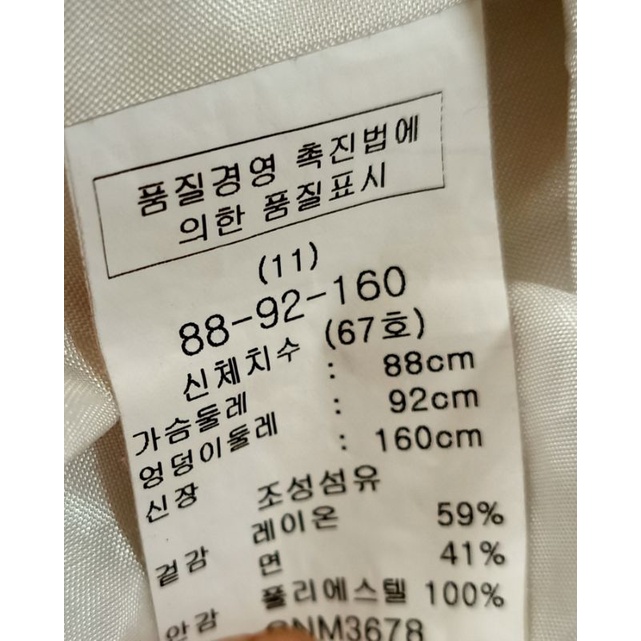 품질경영 촉진법에
의한 품질표시
(11)
88-92-160
신체치수 (67호)
가슴둘레 : 88cm
엉덩이둘레 : 92cm
신장 : 160cm
조성섬유
겉감 레이온 59%
면 41%
안감 폴리에스텔 100%